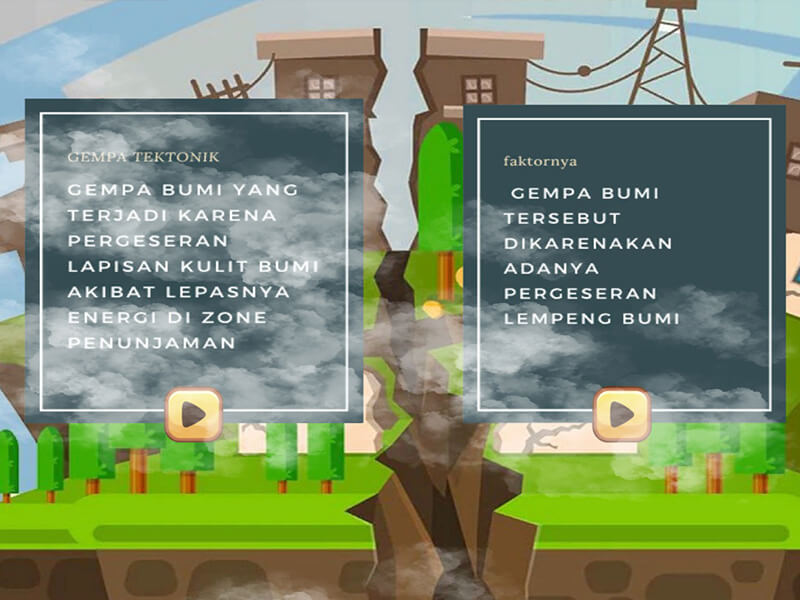 GEMPA TEKTONIK
GEMPA BUMI YANG
TERJADI KARENA
PERGESERAN
LAPISAN KULIT BUMI
AKIBAT LEPASNYA
ENERGI DI ZONE
PENUNJAMAN
faktornya
GEMPA BUMI
TERSEBUT
DIKARENAKAN
ADANYA
PERGESERAN
LEMPENG BUMI